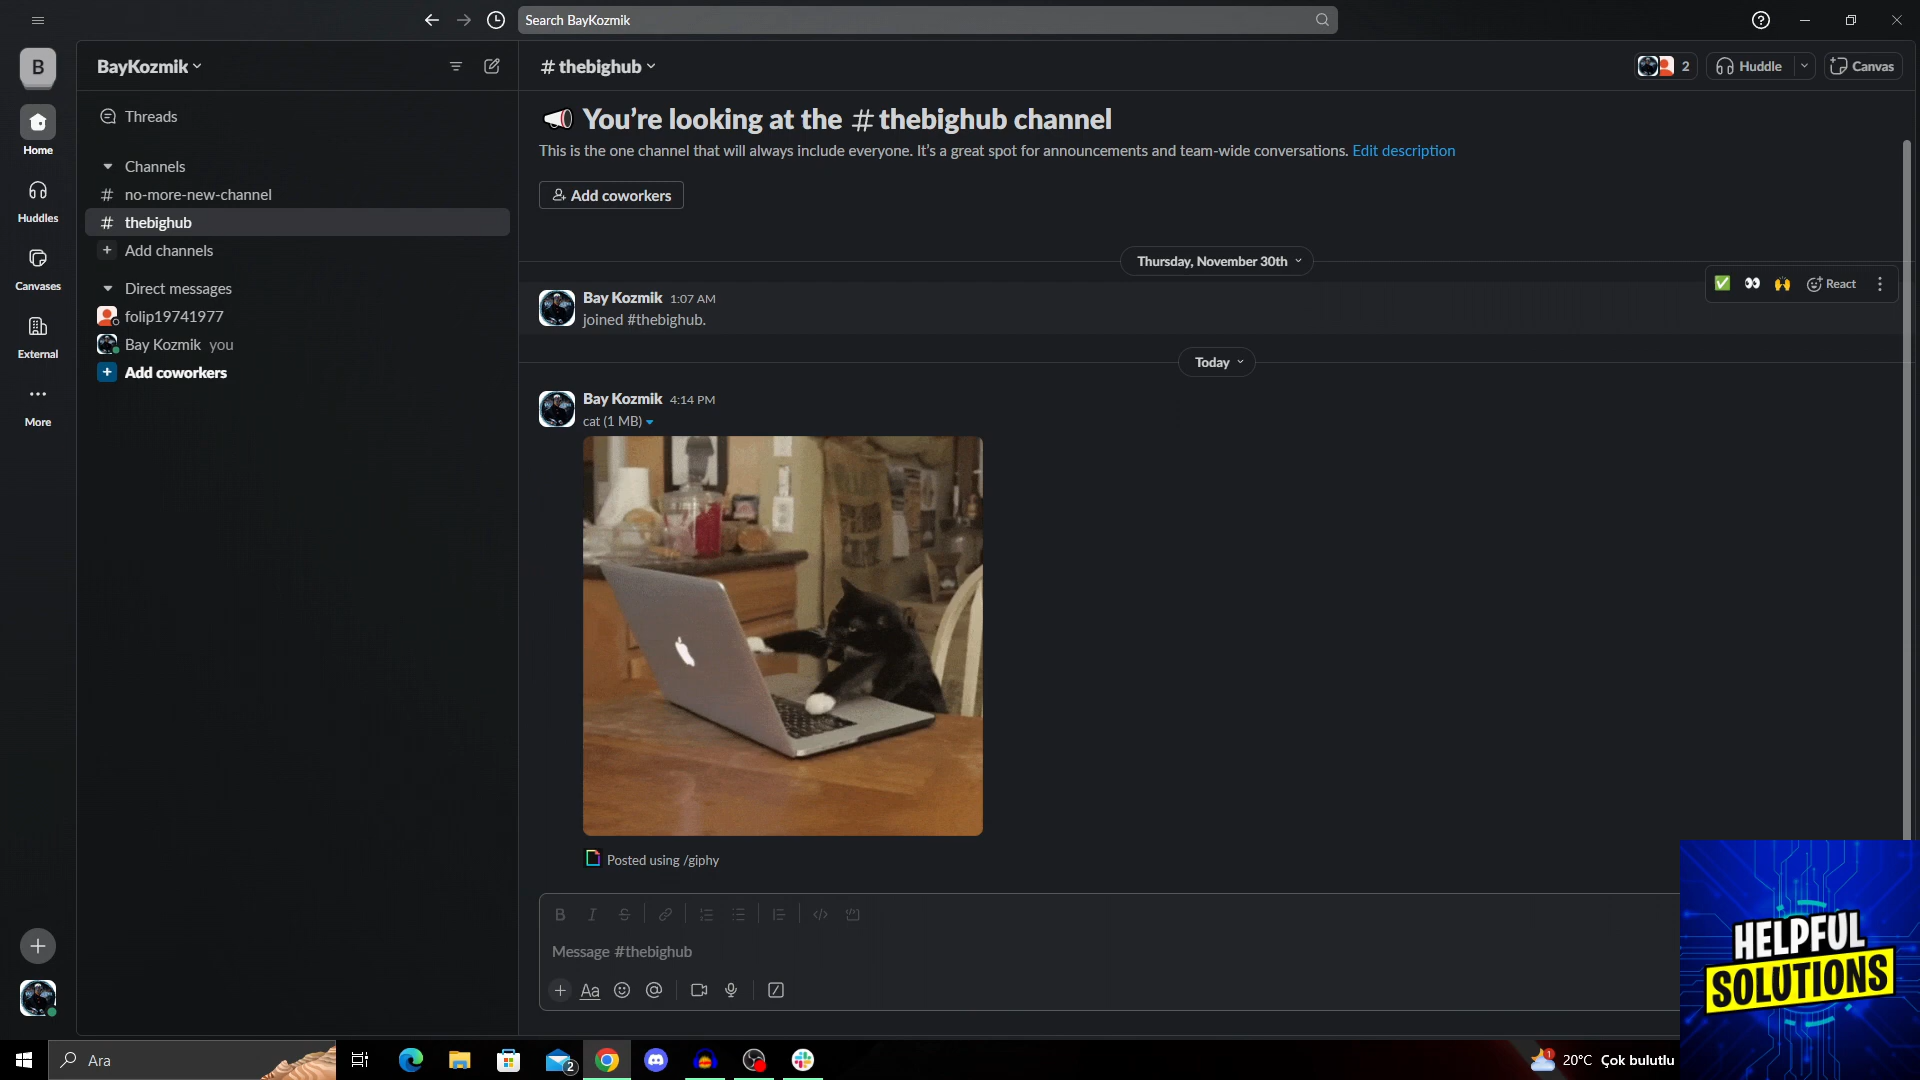 Search BayKozmik
B
BayKozmik
# thebighub
2
Huddle
Canvas
Home
Huddles
Canvases
External
More
Threads
Channels
# no-more-new-channel
# thebighub
+ Add channels
Direct messages
folip19741977
Bay Kozmik you
+ Add coworkers
You're looking at the # thebighub channel
This is the one channel that will always include everyone. It's a great spot for announcements and team-wide conversations. Edit description
Add coworkers
Thursday, November 30th
React
Bay Kozmik 1:07 AM
joined #thebighub.
Today
Bay Kozmik 4:14 PM
cat (1 MB)
Posted using /giphy
B I S
Message #thebighub
+ Aa @
HELPFUL
SOLUTIONS
Ara
2
1
20°C Çok bulutlu